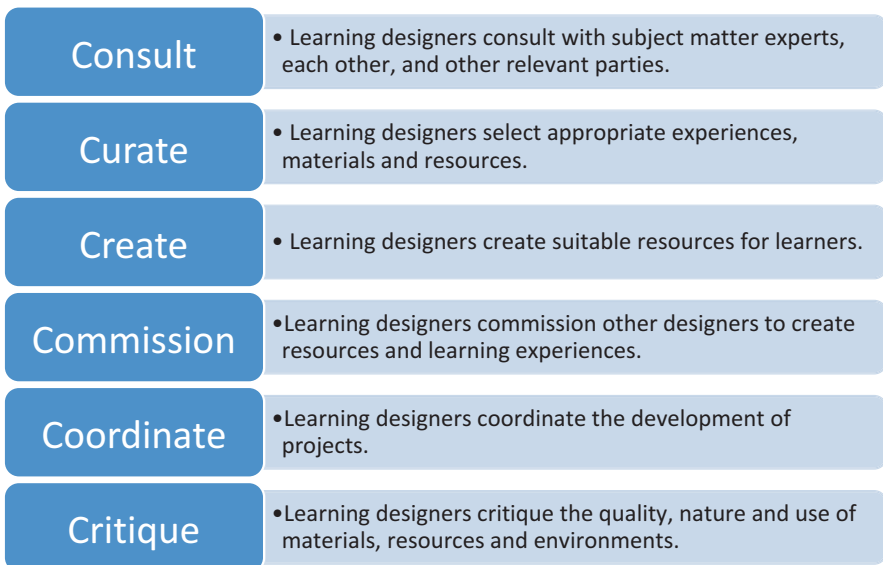 Consult
• Learning designers consult with subject matter experts,
each other, and other relevant parties.
Curate
• Learning designers select appropriate experiences,
materials and resources.
Create
• Learning designers create suitable resources for learners.
Commission
•Learning designers commission other designers to create
resources and learning experiences.
Coordinate
•Learning designers coordinate the development of
projects.
Critique
•Learning designers critique the quality, nature and use of
materials, resources and environments.